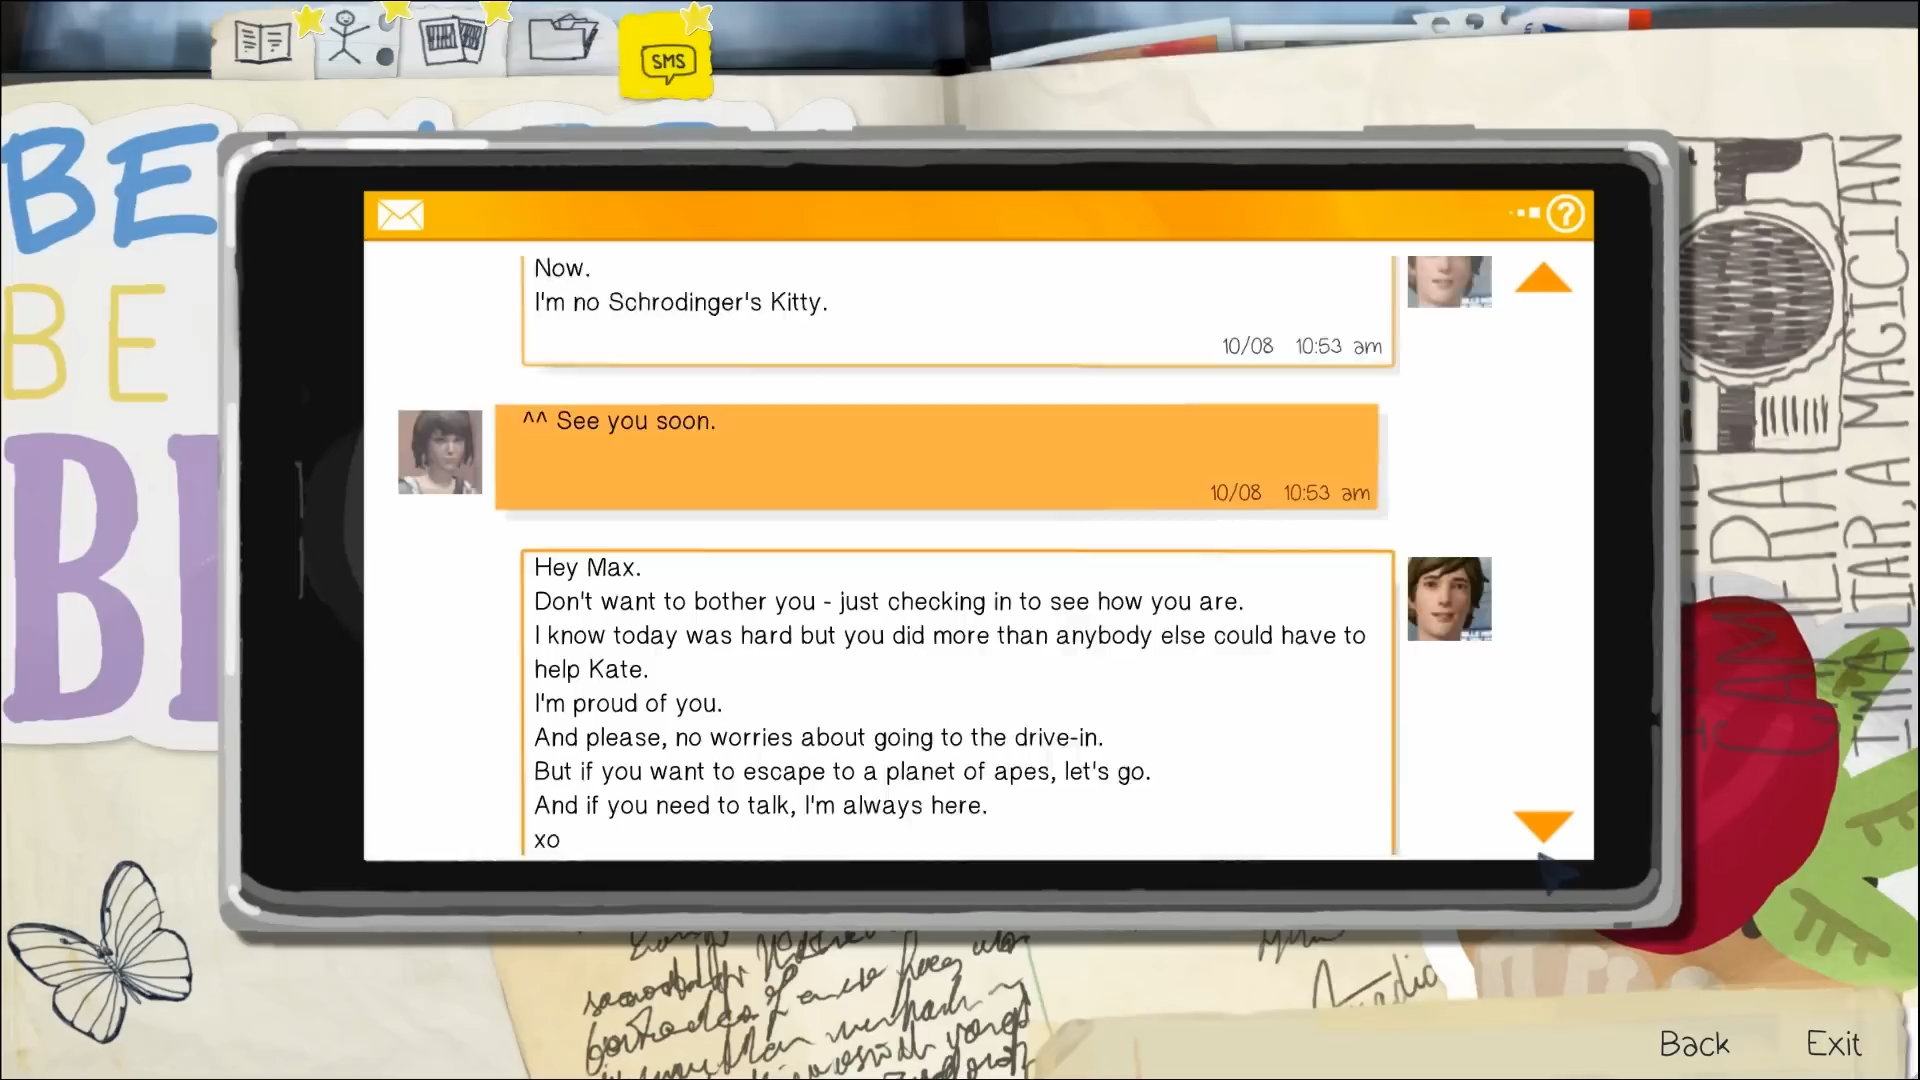 SMS
BE
BE
BE
Now.
I'm no Schrodinger's Kitty.
10/08 10:53 am
^^ See you soon.
10/08 10:53 am
Hey Max.
Don't want to bother you - just checking in to see how you are.
I know today was hard but you did more than anybody else could have to
help Kate.
I'm proud of you.
And please, no worries about going to the drive-in.
But if you want to escape to a planet of apes, let's go.
And if you need to talk, I'm always here.
xo
?
CAMERA
LIAR, A MAGICIAN
Back
Exit